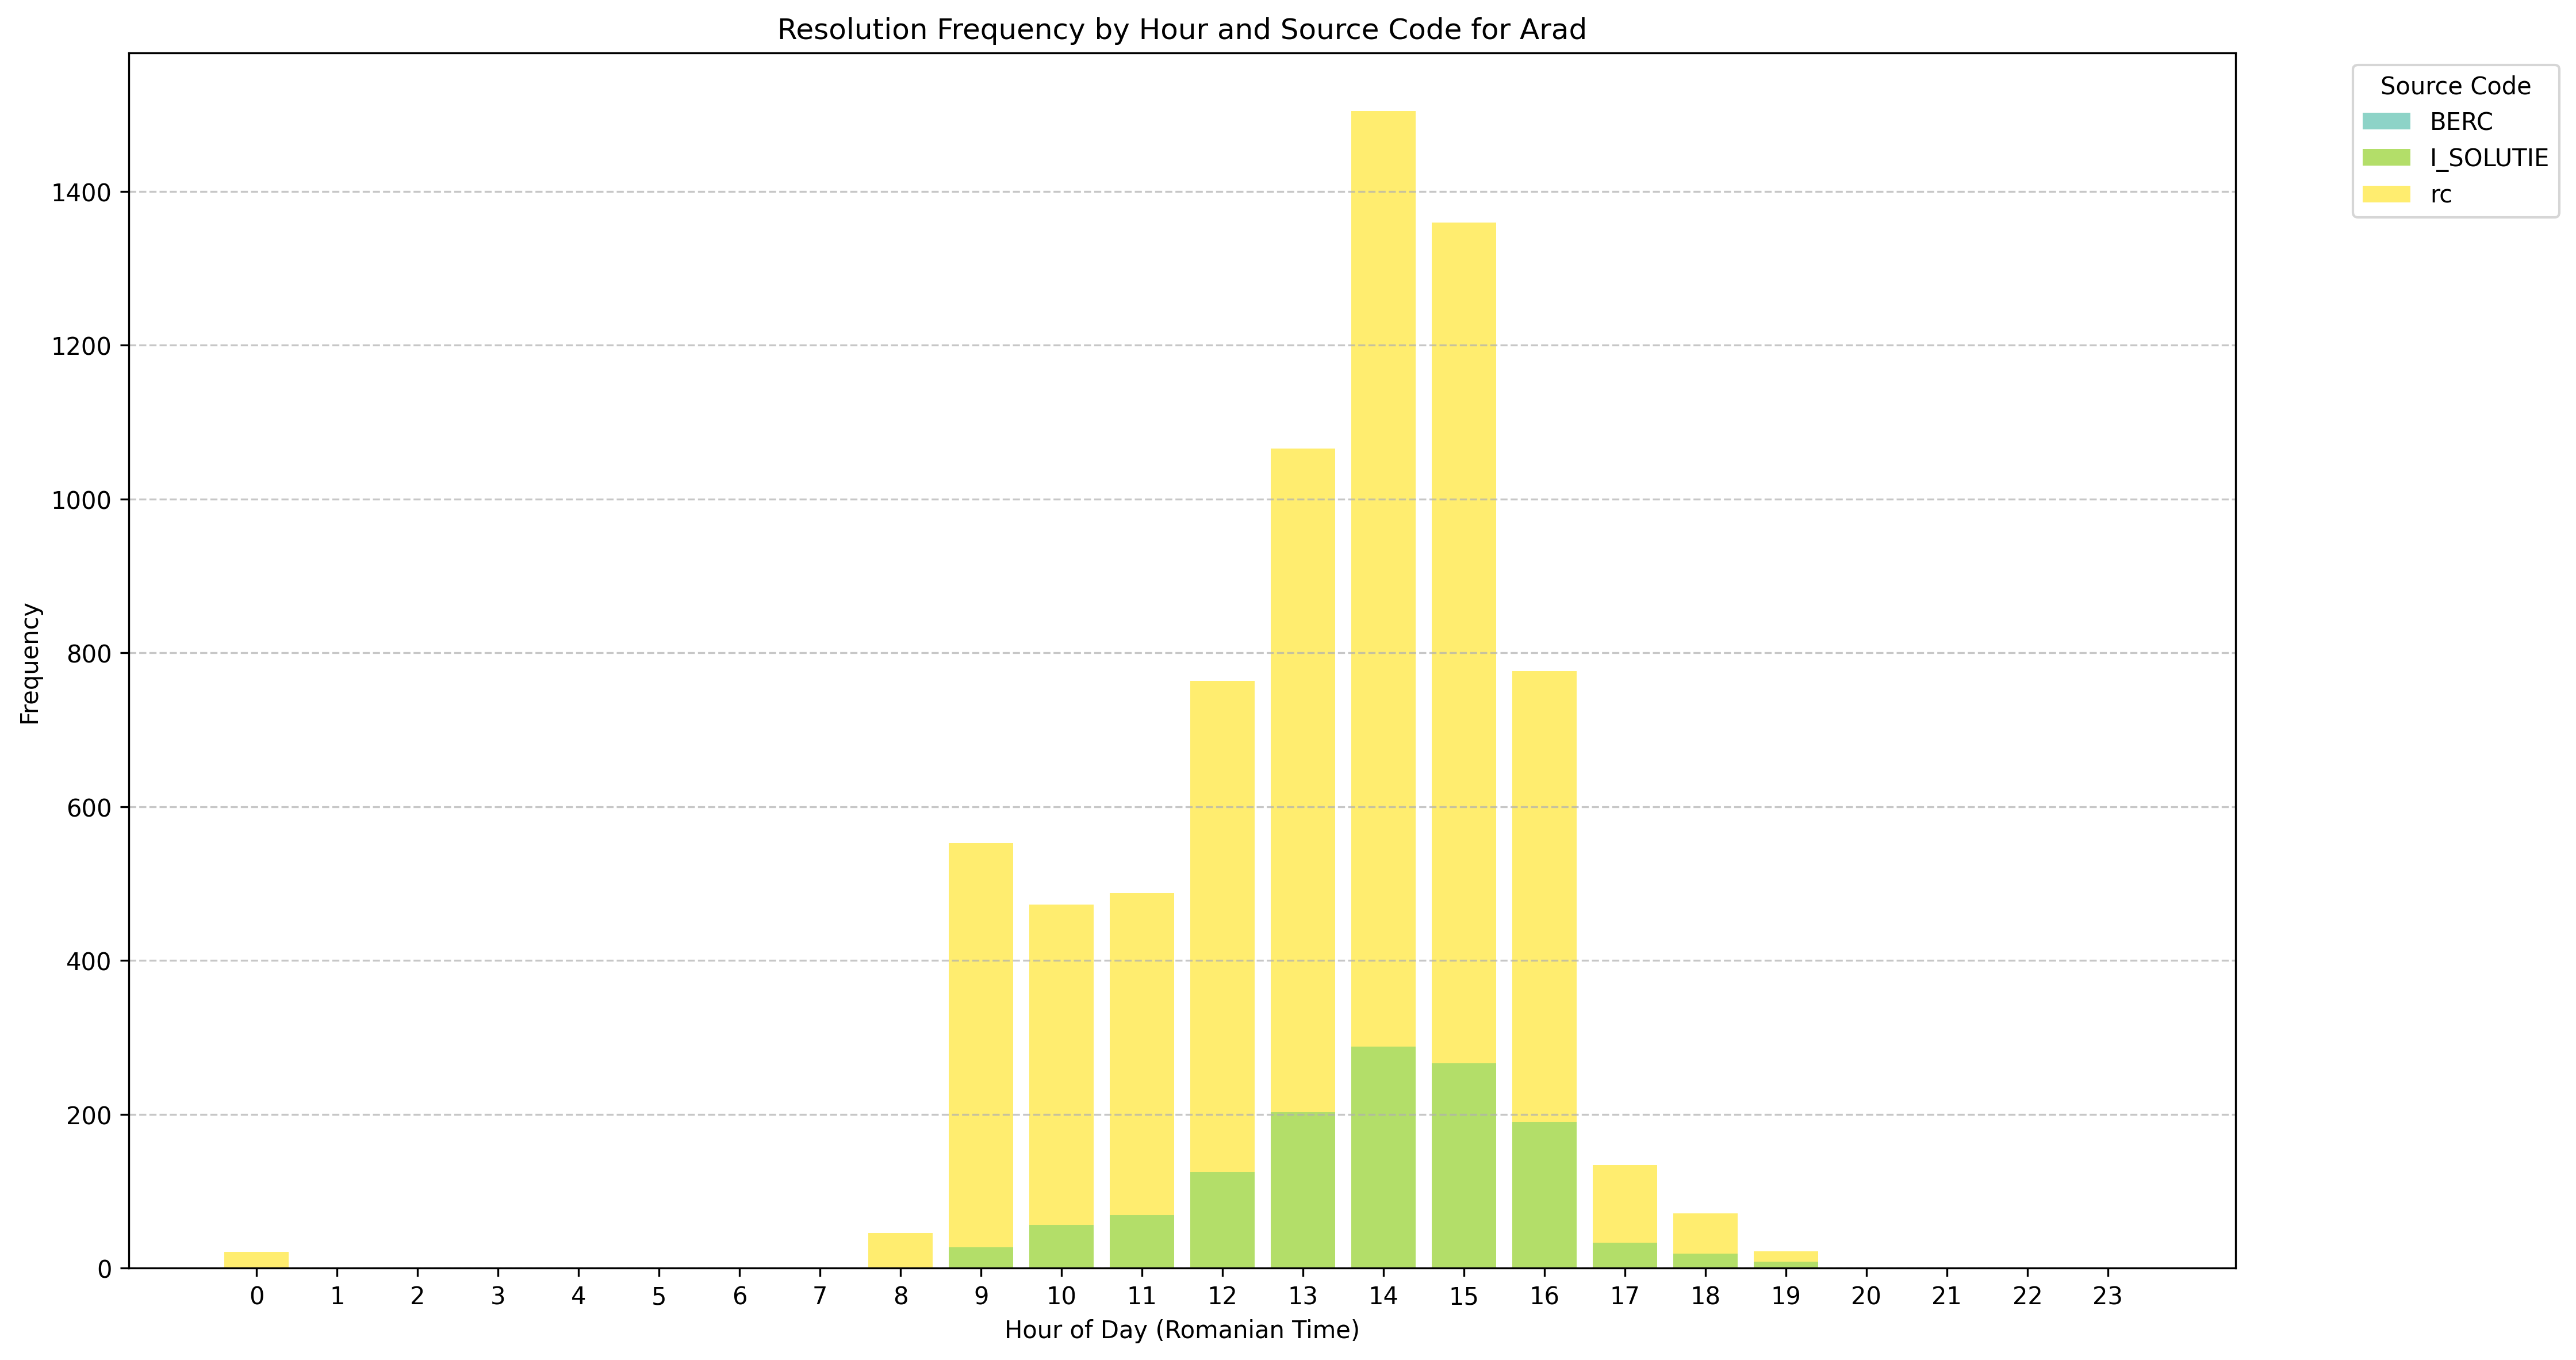 Resolution Frequency by Hour and Source Code for Arad
Source Code
BERC
I_SOLUTIE
rc
Frequency
1400
1200
1000
800
600
400
200
0
0 1 2 3 4 5 6 7 8 9 10 11 12 13 14 15 16 17 18 19 20 21 22 23
Hour of Day (Romanian Time)